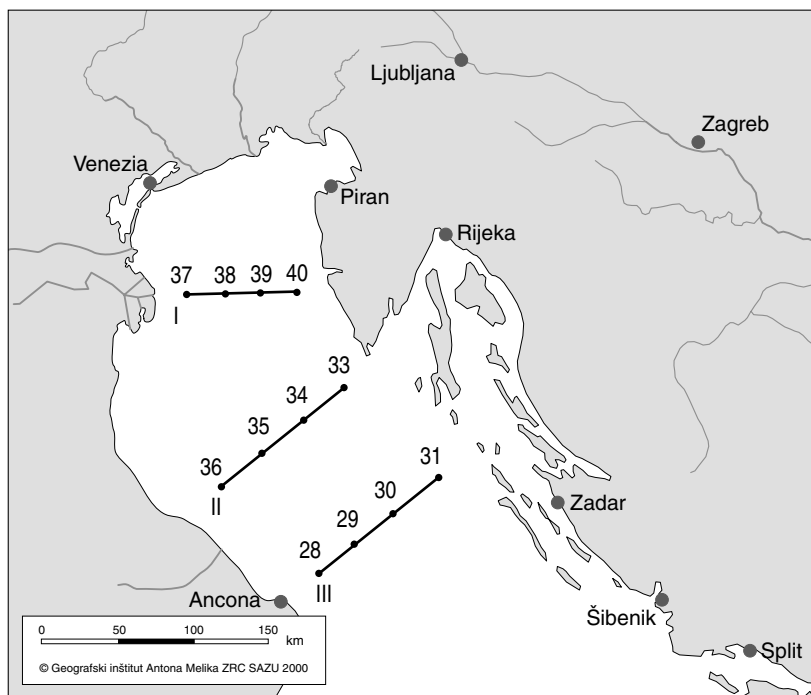 Ljubljana
Zagreb
Venezia
Piran
Rijeka
37 38 39 40
I
33
34
35
36
II
31
30
29
28
III
Zadar
Ancona
Šibenik
Split
0 50 100 150 km
© Geografski inštitut Antona Melika ZRC SAZU 2000